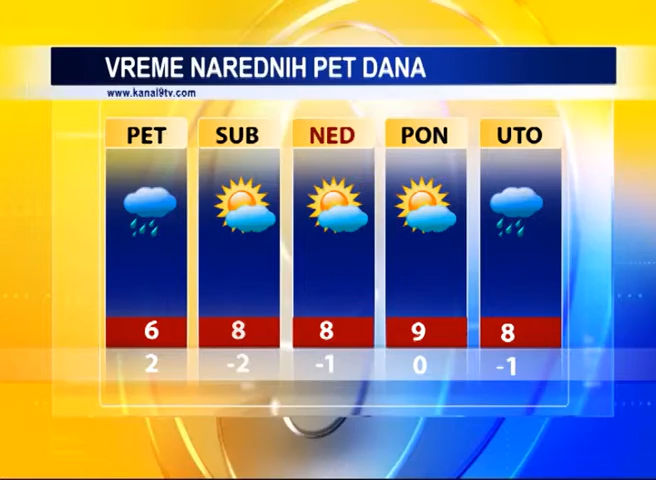 VREME NAREDNIH PET DANA
www.kanal9tv.com
PET SUB NED PON UTO
6 8 8 9 8
2 -2 -1 0 -1